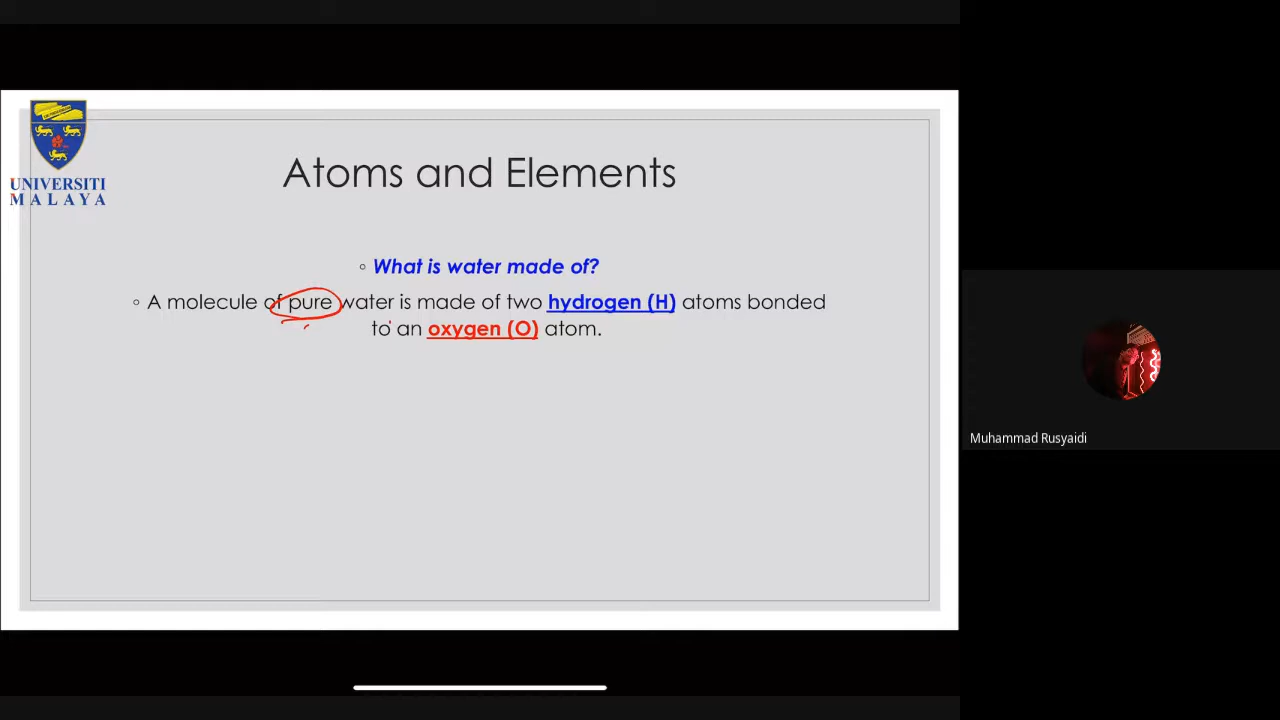 UNIVERSITI
MALAYA
Atoms and Elements
◦ What is water made of?
◦ A molecule of pure water is made of two hydrogen (H) atoms bonded
to an oxygen (O) atom.
Muhammad Rusyaidi